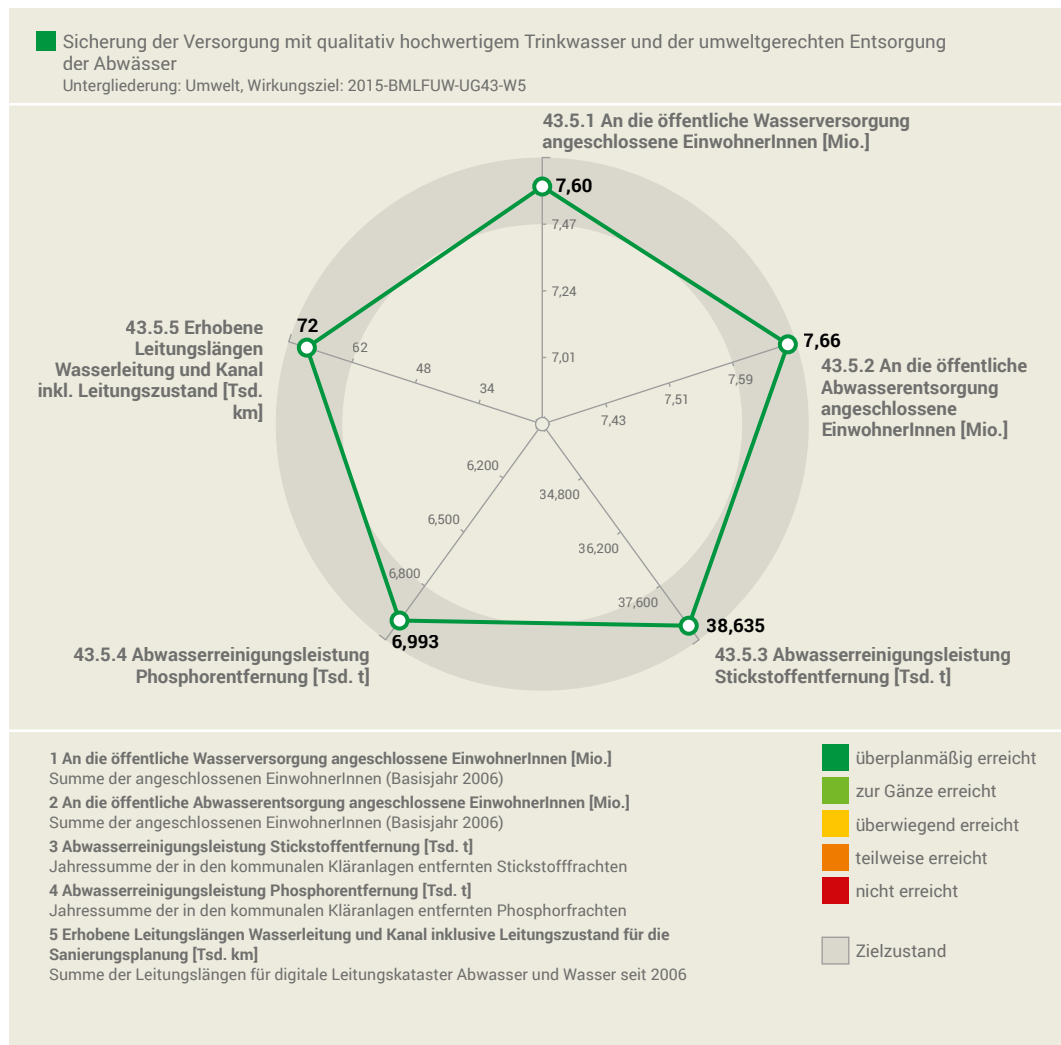 Sicherung der Versorgung mit qualitativ hochwertigem Trinkwasser und der umweltgerechten Entsorgung
der Abwässer
Untergliederung: Umwelt, Wirkungsziel: 2015-BMLFUW-UG43-W5
43.5.1 An die öffentliche Wasserversorgung
angeschlossene EinwohnerInnen [Mio.]
7,60
7,47
7,24
7,01
7,66
43.5.2 An die öffentliche
Abwasserentsorgung
angeschlossene
EinwohnerInnen [Mio.]
7,59
7,51
7,43
34,800
36,200
37,600
38,635
43.5.3 Abwasserreinigungsleistung
Stickstoffentfernung [Tsd. t]
6,200
6,500
6,800
6,993
43.5.4 Abwasserreinigungsleistung
Phosphorentfernung [Tsd. t]
72
43.5.5 Erhobene
Leitungslängen
Wasserleitung und Kanal
inkl. Leitungszustand [Tsd.
km]
62
48
34
1 An die öffentliche Wasserversorgung angeschlossene EinwohnerInnen [Mio.]
Summe der angeschlossenen EinwohnerInnen (Basisjahr 2006)
2 An die öffentliche Abwasserentsorgung angeschlossene EinwohnerInnen [Mio.]
Summe der angeschlossenen EinwohnerInnen (Basisjahr 2006)
3 Abwasserreinigungsleistung Stickstoffentfernung [Tsd. t]
Jahressumme der in den kommunalen Kläranlagen entfernten Stickstofffrachten
4 Abwasserreinigungsleistung Phosphorentfernung [Tsd. t]
Jahressumme der in den kommunalen Kläranlagen entfernten Phosphorfrachten
5 Erhobene Leitungslängen Wasserleitung und Kanal inklusive Leitungszustand für die
Sanierungsplanung [Tsd. km]
Summe der Leitungslängen für digitale Leitungskataster Abwasser und Wasser seit 2006
überplanmäßig erreicht
zur Gänze erreicht
überwiegend erreicht
teilweise erreicht
nicht erreicht
Zielzustand